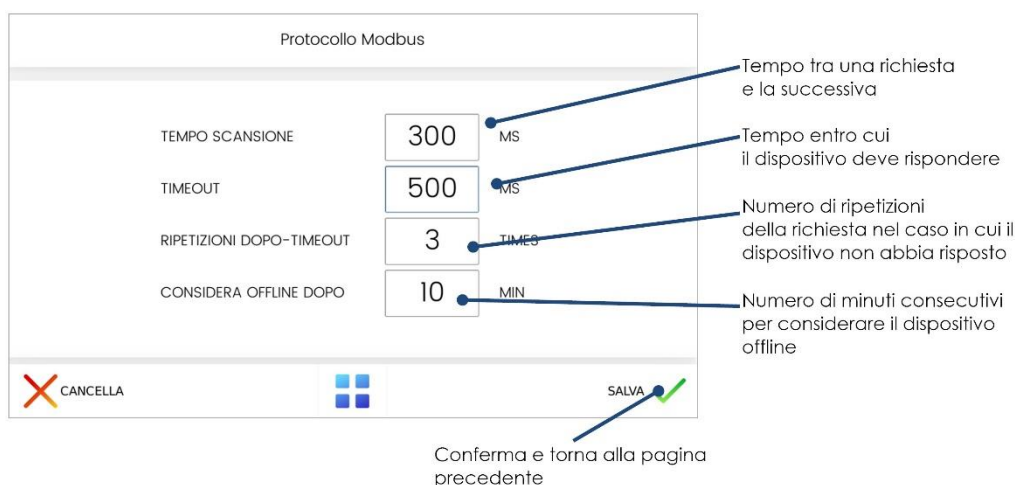 Protocollo Modbus
TEMPO SCANSIONE 300 MS
TIMEOUT 500 MS
RIPETIZIONI DOPO-TIMEOUT 3 TIMES
CONSIDERA OFFLINE DOPO 10 MIN
CANCELLA
SALVA
Tempo tra una richiesta
e la successiva
Tempo entro cui
il dispositivo deve rispondere
Numero di ripetizioni
della richiesta nel caso in cui il
dispositivo non abbia risposto
Numero di minuti consecutivi
per considerare il dispositivo
offline
Conferma e torna alla pagina
precedente